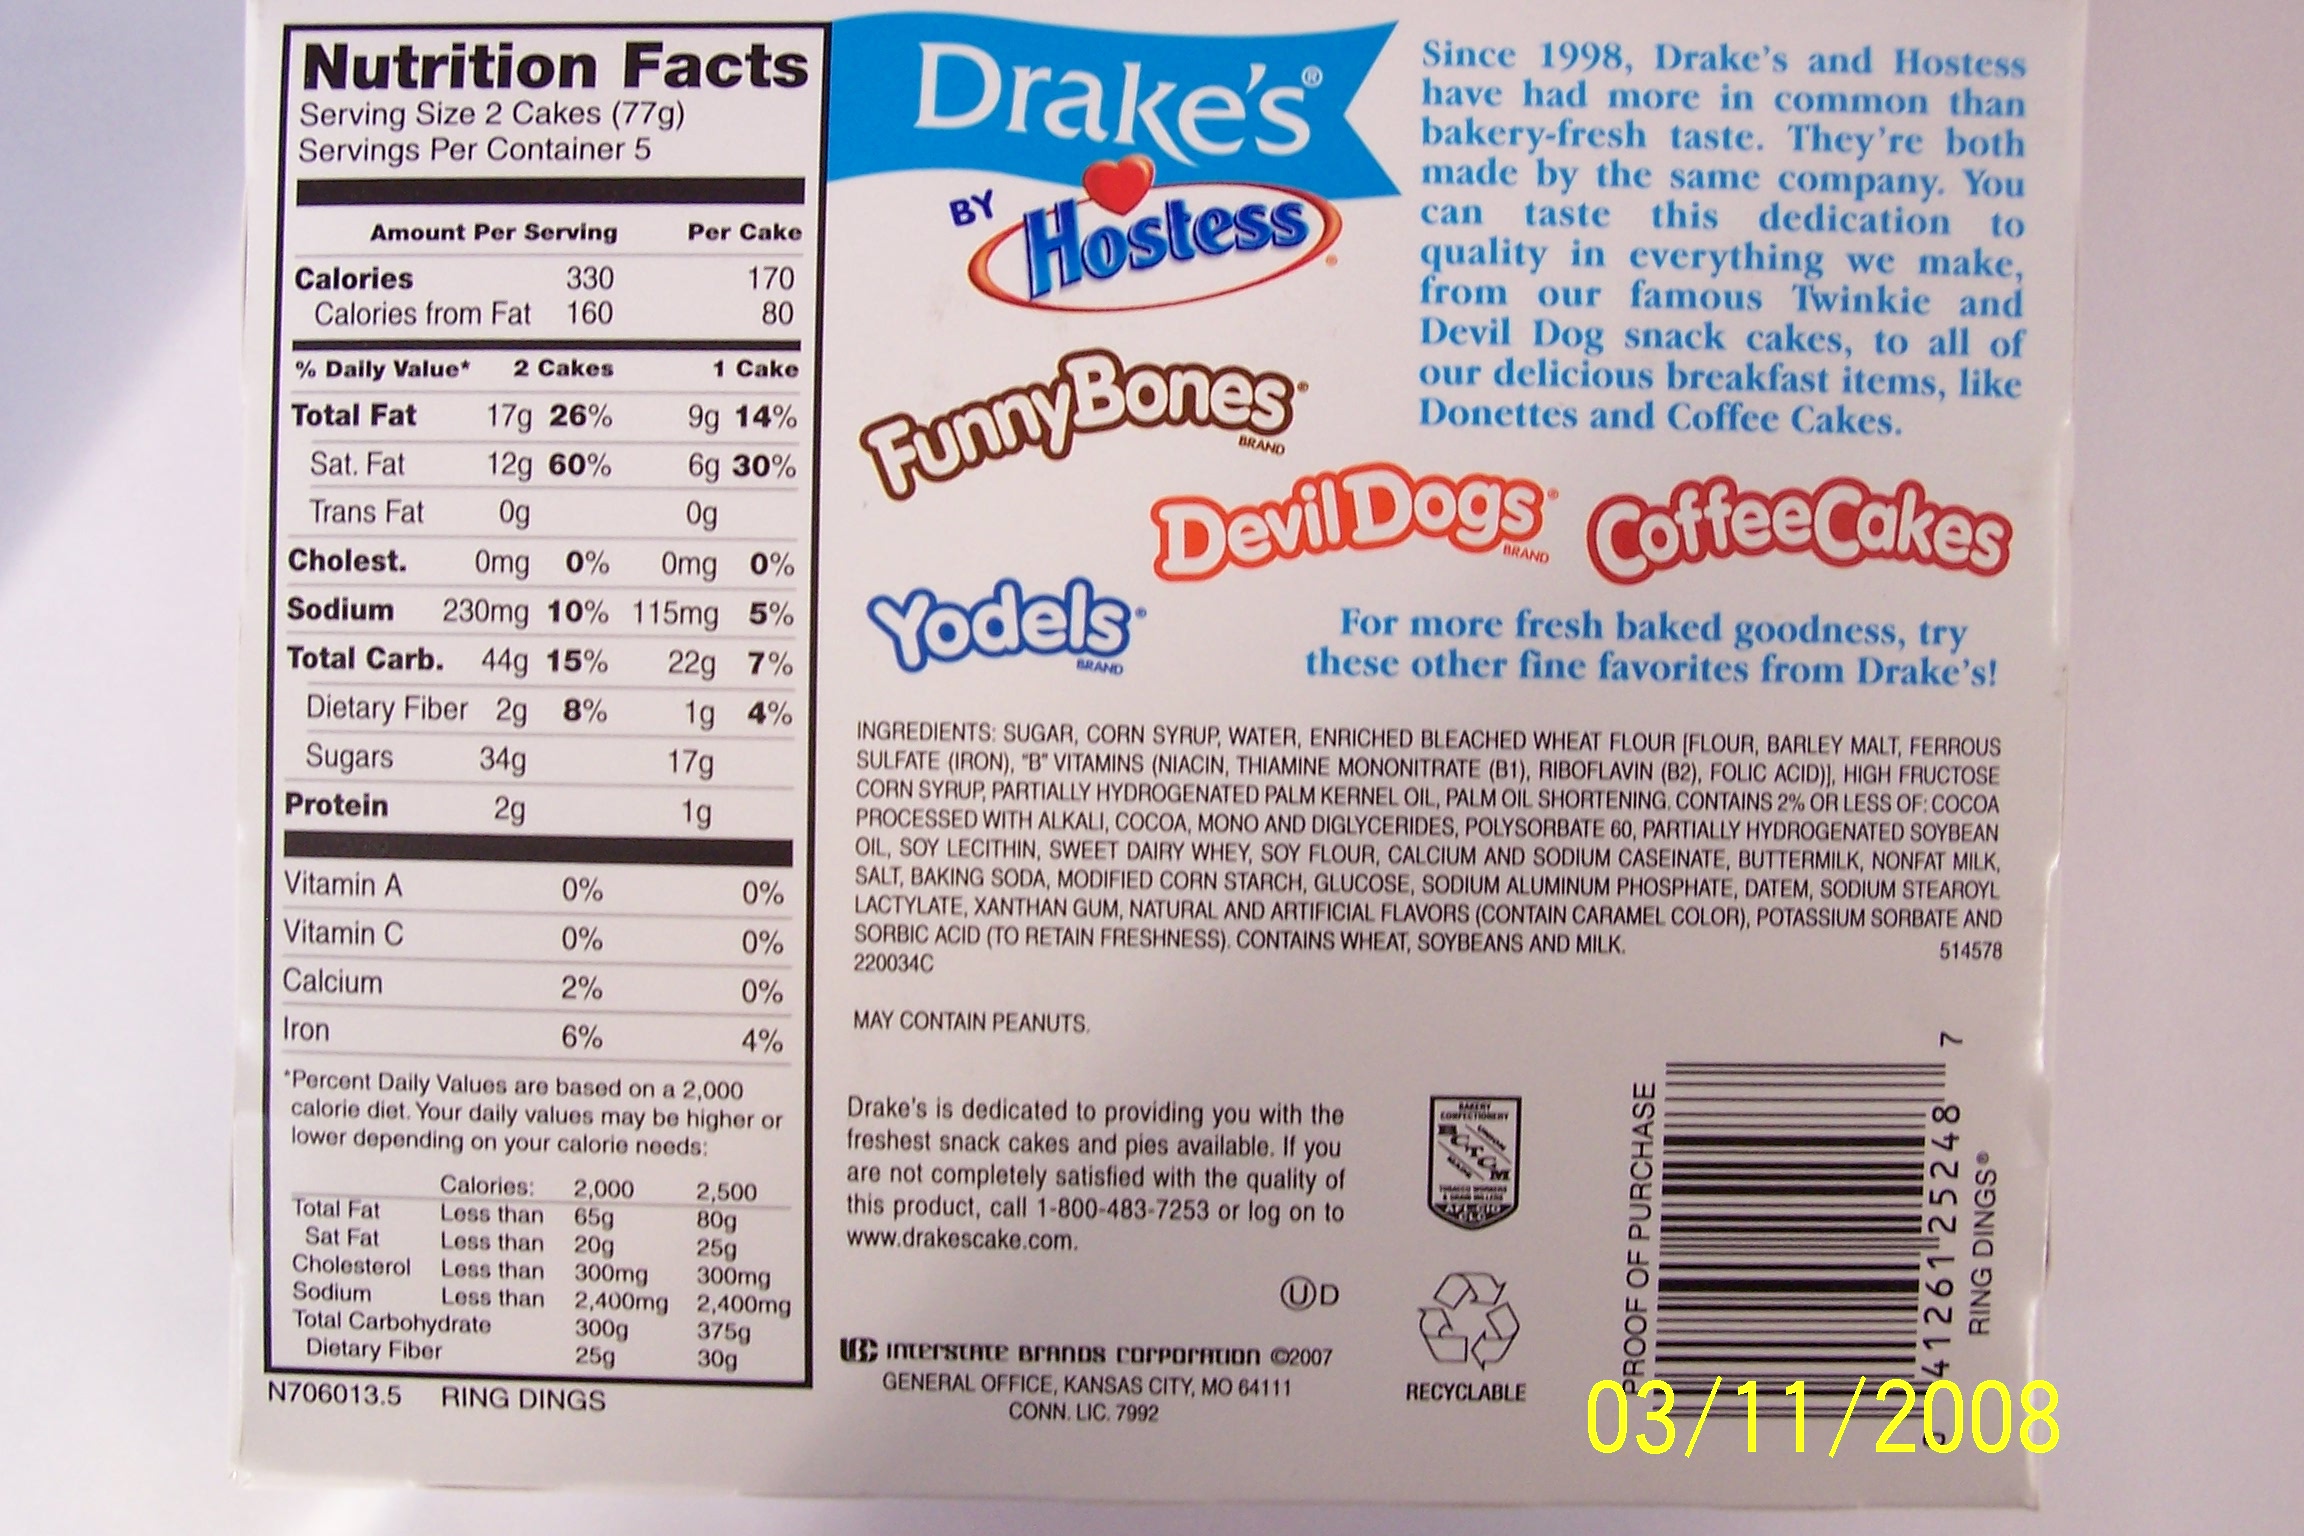 Nutrition Facts
Serving Size 2 Cakes (77g)
Servings Per Container 5
Amount Per Serving Per Cake
Calories 330 170
Calories from Fat 160 80
% Daily Value* 2 Cakes 1 Cake
Total Fat 17g 26% 9g 14%
Sat. Fat 12g 60% 6g 30%
Trans Fat 0g 0g
Cholest. 0mg 0% 0mg 0%
Sodium 230mg 10% 115mg 5%
Total Carb. 44g 15% 22g 7%
Dietary Fiber 2g 8% 1g 4%
Sugars 34g 17g
Protein 2g 1g
Vitamin A 0% 0%
Vitamin C 0% 0%
Calcium 2% 0%
Iron 6% 4%
*Percent Daily Values are based on a 2,000
calorie diet. Your daily values may be higher or
lower depending on your calorie needs:
Calories: 2,000 2,500
Total Fat Less than 65g 80g
Sat Fat Less than 20g 25g
Cholesterol Less than 300mg 300mg
Sodium Less than 2,400mg 2,400mg
Total Carbohydrate 300g 375g
Dietary Fiber 25g 30g
N706013.5 RING DINGS
Drake's®
BY Hostess®
Since 1998, Drake's and Hostess
have had more in common than
bakery-fresh taste. They're both
made by the same company. You
can taste this dedication to
quality in everything we make,
from our famous Twinkie and
Devil Dog snack cakes, to all of
our delicious breakfast items, like
Donettes and Coffee Cakes.
Funny Bones®
BRAND
Devil Dogs®
BRAND
Coffee Cakes
Yodels®
BRAND
For more fresh baked goodness, try
these other fine favorites from Drake's!
INGREDIENTS: SUGAR, CORN SYRUP, WATER, ENRICHED BLEACHED WHEAT FLOUR [FLOUR, BARLEY MALT, FERROUS
SULFATE (IRON), "B" VITAMINS (NIACIN, THIAMINE MONONITRATE (B1), RIBOFLAVIN (B2), FOLIC ACID)], HIGH FRUCTOSE
CORN SYRUP, PARTIALLY HYDROGENATED PALM KERNEL OIL, PALM OIL SHORTENING. CONTAINS 2% OR LESS OF: COCOA
PROCESSED WITH ALKALI, COCOA, MONO AND DIGLYCERIDES, POLYSORBATE 60, PARTIALLY HYDROGENATED SOYBEAN
OIL, SOY LECITHIN, SWEET DAIRY WHEY, SOY FLOUR, CALCIUM AND SODIUM CASEINATE, BUTTERMILK, NONFAT MILK,
SALT, BAKING SODA, MODIFIED CORN STARCH, GLUCOSE, SODIUM ALUMINUM PHOSPHATE, DATEM, SODIUM STEAROYL
LACTYLATE, XANTHAN GUM, NATURAL AND ARTIFICIAL FLAVORS (CONTAIN CARAMEL COLOR), POTASSIUM SORBATE AND
SORBIC ACID (TO RETAIN FRESHNESS). CONTAINS WHEAT, SOYBEANS AND MILK. 514578
220034C
MAY CONTAIN PEANUTS.
Drake's is dedicated to providing you with the
freshest snack cakes and pies available. If you
are not completely satisfied with the quality of
this product, call 1-800-483-7253 or log on to
www.drakescake.com.
ⓊD
IBC INTERSTATE BRANDS CORPORATION ©2007
GENERAL OFFICE, KANSAS CITY, MO 64111
CONN. LIC. 7992
BAKERY
CONFECTIONERY
UNION
MADE
RECYCLABLE
PROOF OF PURCHASE
0 41261 25248 7
RING DINGS®
03/11/2008